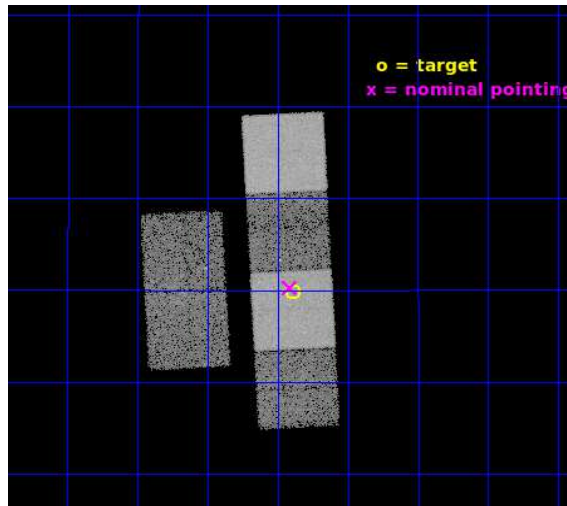 o = target
x = nominal pointing